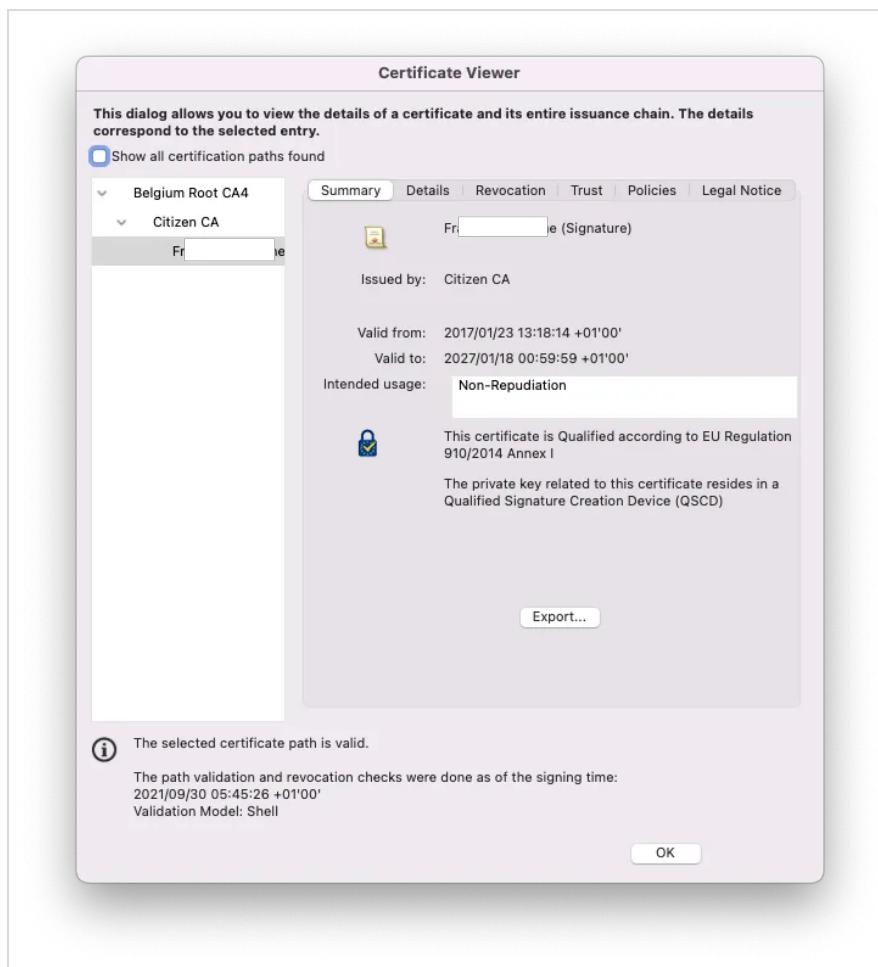 Certificate Viewer
This dialog allows you to view the details of a certificate and its entire issuance chain. The details
correspond to the selected entry.
Show all certification paths found
Belgium Root CA4
Citizen CA
Fr ne
Summary Details Revocation Trust Policies Legal Notice
Fr e (Signature)
Issued by: Citizen CA
Valid from: 2017/01/23 13:18:14 +01'00'
Valid to: 2027/01/18 00:59:59 +01'00'
Intended usage: Non-Repudiation
This certificate is Qualified according to EU Regulation
910/2014 Annex I
The private key related to this certificate resides in a
Qualified Signature Creation Device (QSCD)
Export...
The selected certificate path is valid.
The path validation and revocation checks were done as of the signing time:
2021/09/30 05:45:26 +01'00'
Validation Model: Shell
OK